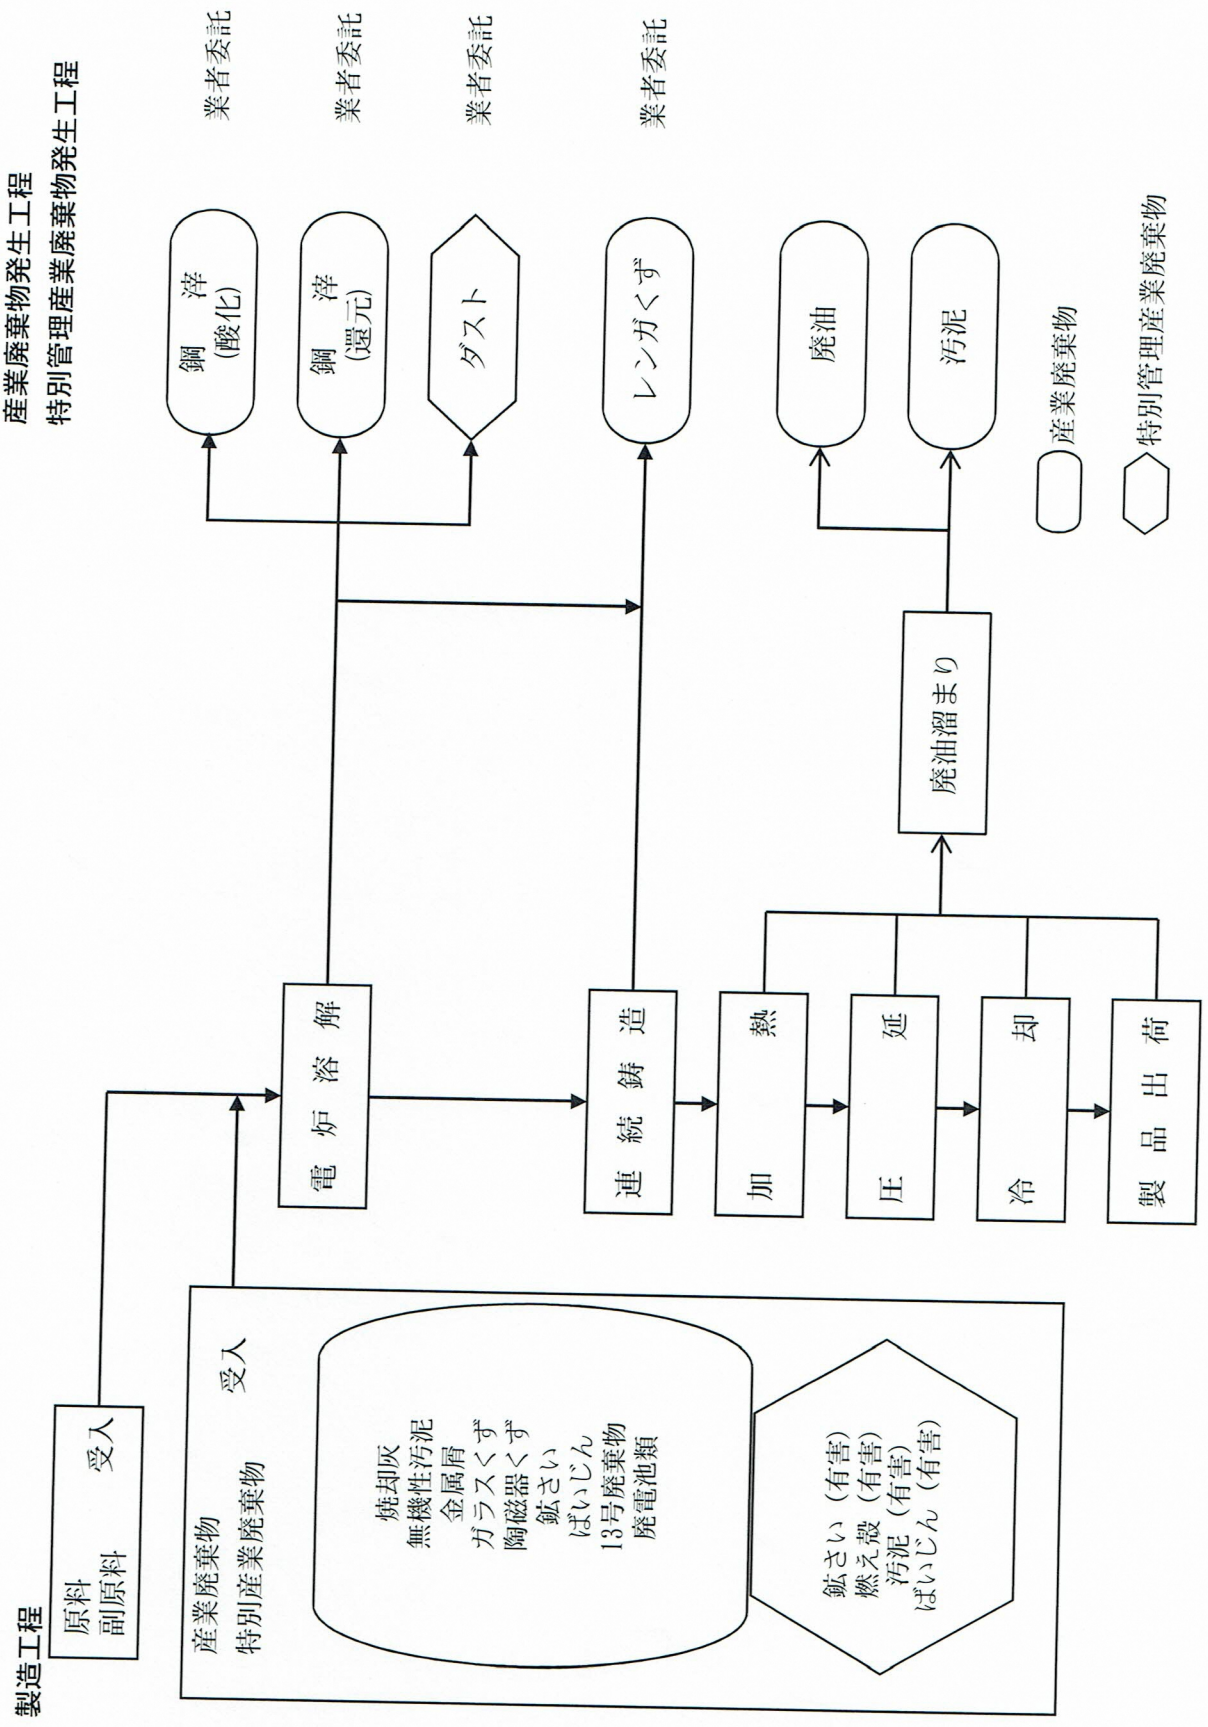 製造工程
産業廃棄物発生工程
特別管理産業廃棄物発生工程
原料
副原料 受入
産業廃棄物
特別産業廃棄物 受入
焼却灰
無機性汚泥
金属屑
ガラスくず
陶磁器くず
鉱さい
ばいじん
13号廃棄物
廃電池類
鉱さい（有害）
燃え殻（有害）
汚泥（有害）
ばいじん（有害）
電炉溶解
連続鋳造
加熱
圧延
冷却
製品出荷
廃油溜まり
鋼滓
(酸化)
業者委託
鋼滓
(還元)
業者委託
ダスト
業者委託
レンガくず
業者委託
廃油
汚泥
産業廃棄物
特別管理産業廃棄物